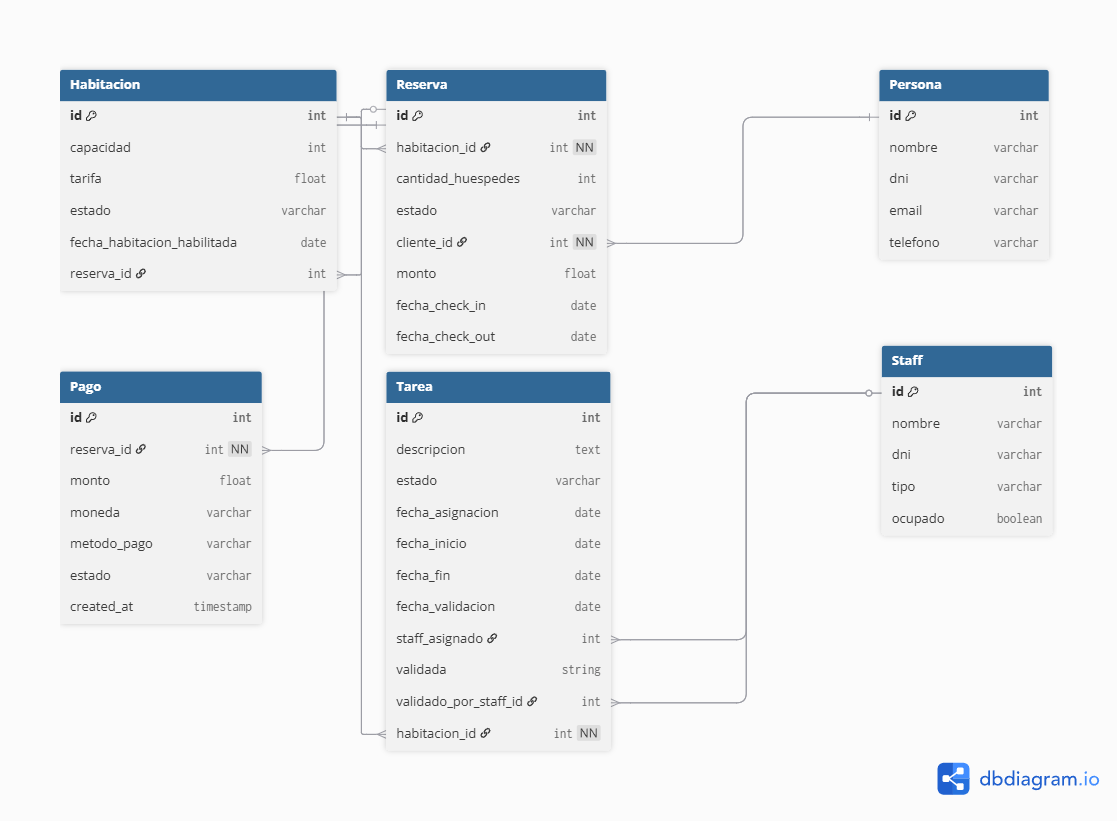 Habitacion
id int
capacidad int
tarifa float
estado varchar
fecha_habitacion_habilitada date
reserva_id int
Reserva
id int
habitacion_id int NN
cantidad_huespedes int
estado varchar
cliente_id int NN
monto float
fecha_check_in date
fecha_check_out date
Persona
id int
nombre varchar
dni varchar
email varchar
telefono varchar
Pago
id int
reserva_id int NN
monto float
moneda varchar
metodo_pago varchar
estado varchar
created_at timestamp
Tarea
id int
descripcion text
estado varchar
fecha_asignacion date
fecha_inicio date
fecha_fin date
fecha_validacion date
staff_asignado int
validada string
validado_por_staff_id int
habitacion_id int NN
Staff
id int
nombre varchar
dni varchar
tipo varchar
ocupado boolean
dbdiagram.io